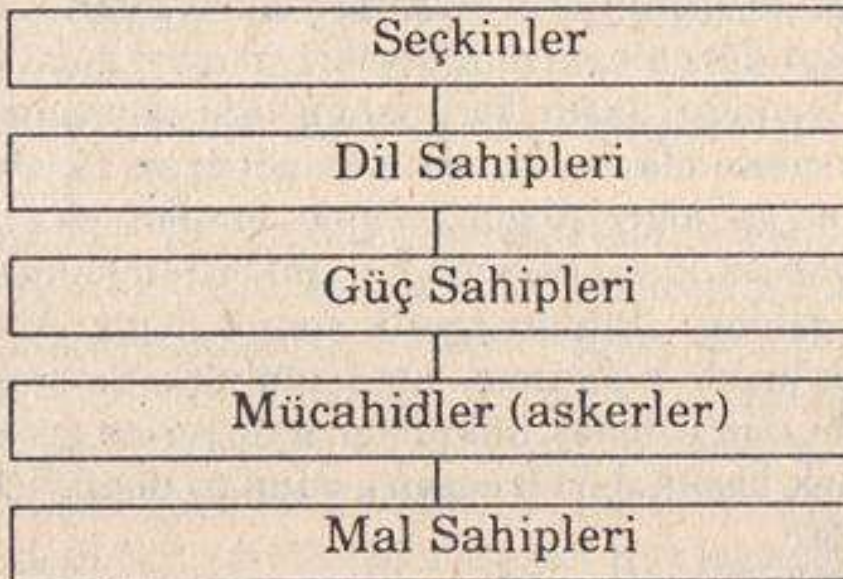 Seçkinler
Dil Sahipleri
Güç Sahipleri
Mücahidler (askerler)
Mal Sahipleri